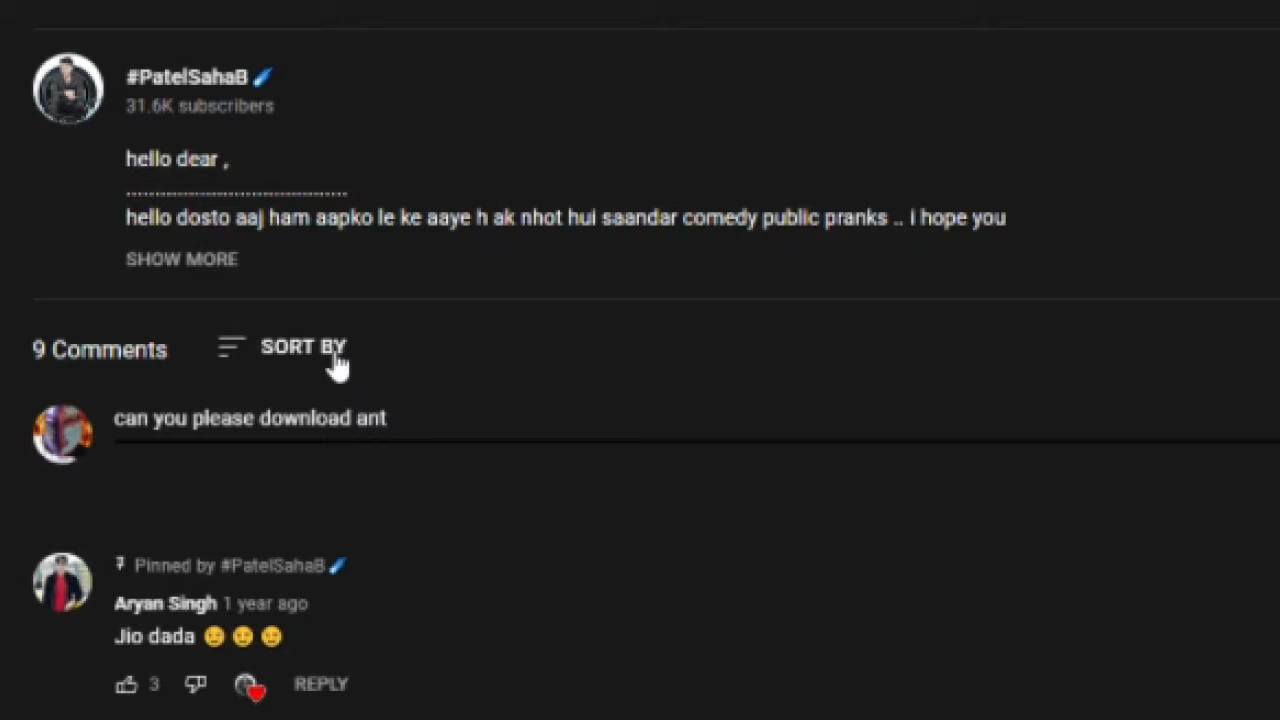 #PatelSahaB
31.6K subscribers
hello dear ,
hello dosto aaj ham aapko le ke aaye h ak nhot hui saandar comedy public pranks .. i hope you
SHOW MORE
9 Comments SORT BY
can you please download ant
Pinned by #PatelSahaB
Aryan Singh 1 year ago
Jio dada 😉😉😉
3 REPLY